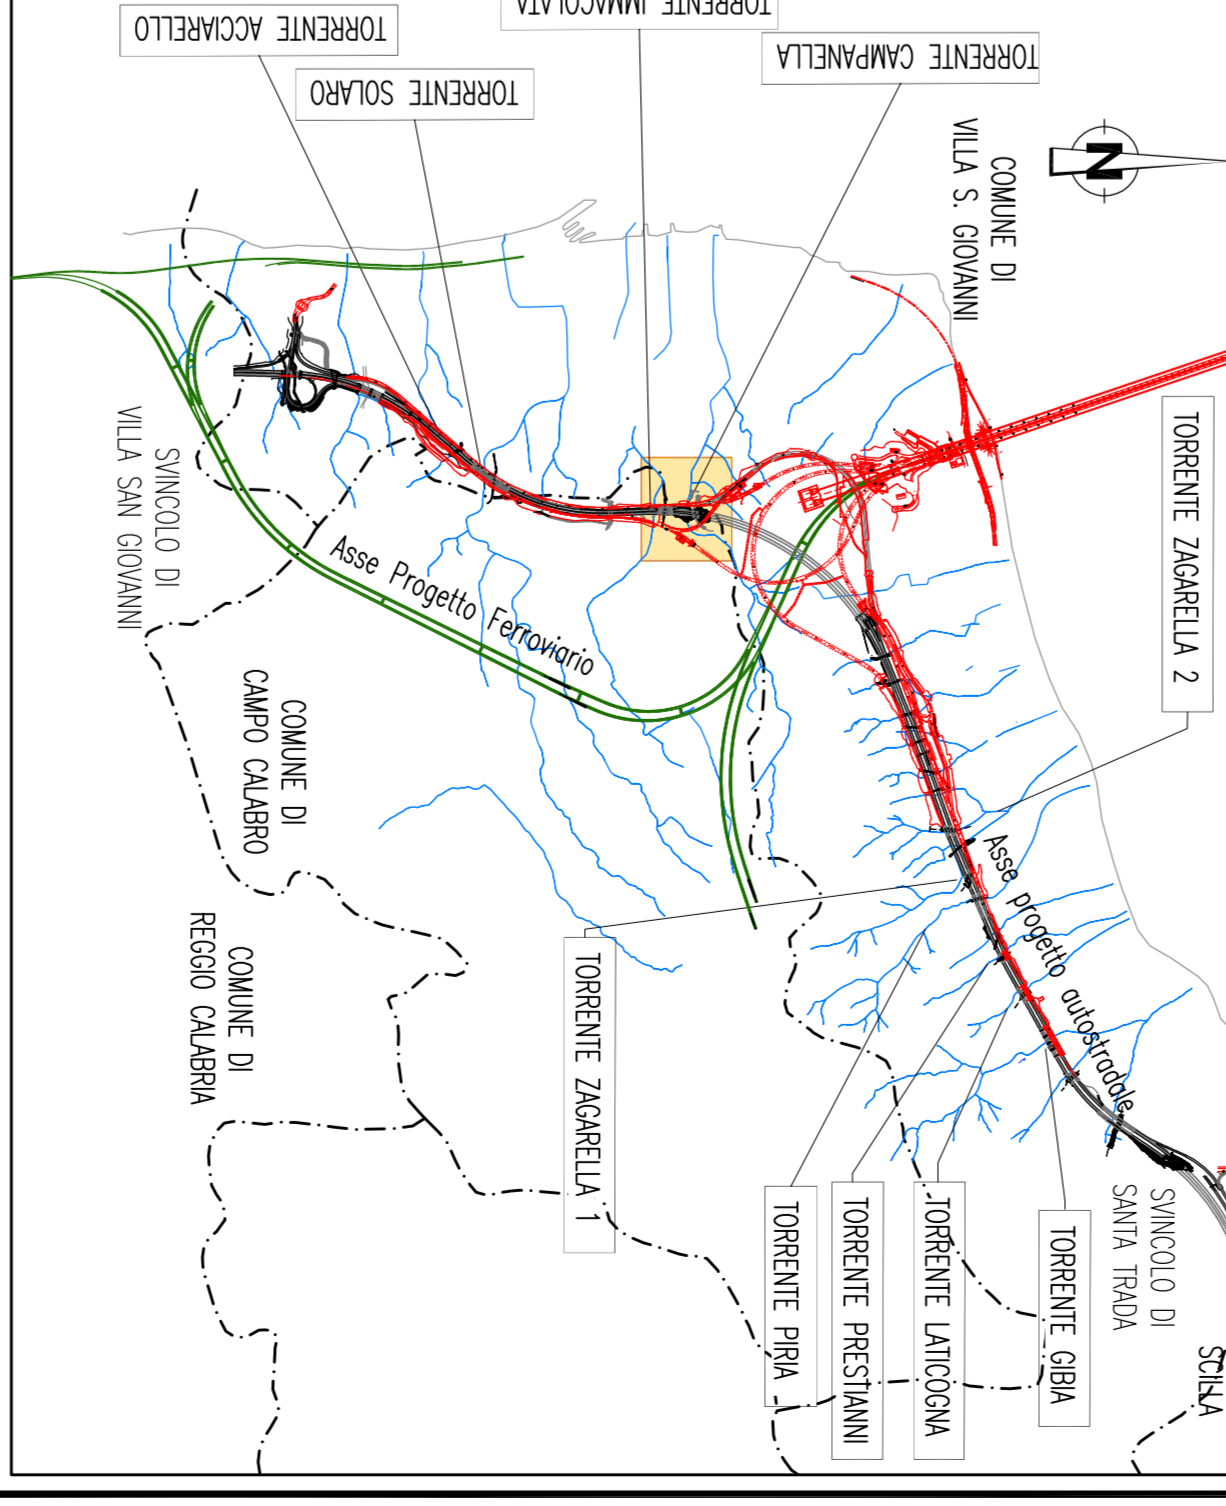 TORRENTE ACCIARELLO
TORRENTE SOLARO
TORRENTE IMMACOLATA
TORRENTE CAMPANELLA
COMUNE DI
VILLA S. GIOVANNI
N
TORRENTE ZAGARELLA 2
SVINCOLO DI
VILLA SAN GIOVANNI
Asse Progetto Ferroviario
COMUNE DI
CAMPO CALABRO
COMUNE DI
REGGIO CALABRIA
Asse progetto autostradale
TORRENTE ZAGARELLA 1
TORRENTE PIRIA
TORRENTE PRESTIANNI
TORRENTE LATICOGNA
TORRENTE GIBIA
SVINCOLO DI
SANTA TRADA
SCILLA